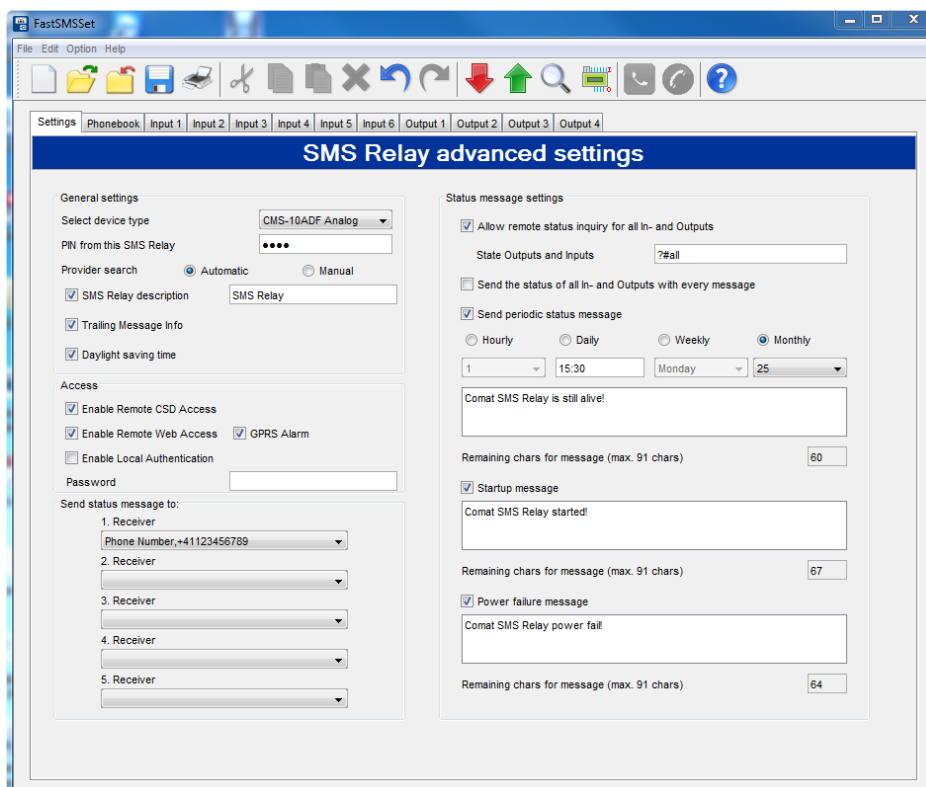 FastSMSSet
File Edit Option Help
Settings Phonebook Input 1 Input 2 Input 3 Input 4 Input 5 Input 6 Output 1 Output 2 Output 3 Output 4
SMS Relay advanced settings
General settings
Select device type CMS-10ADF Analog
PIN from this SMS Relay ●●●●
Provider search Automatic Manual
SMS Relay description SMS Relay
Trailing Message Info
Daylight saving time
Access
Enable Remote CSD Access
Enable Remote Web Access GPRS Alarm
Enable Local Authentication
Password
Send status message to:
1. Receiver
Phone Number,+41123456789
2. Receiver
3. Receiver
4. Receiver
5. Receiver
Status message settings
Allow remote status inquiry for all In- and Outputs
State Outputs and Inputs ?#all
Send the status of all In- and Outputs with every message
Send periodic status message
Hourly Daily Weekly Monthly
1 15:30 Monday 25
Comat SMS Relay is still alive!
Remaining chars for message (max. 91 chars) 60
Startup message
Comat SMS Relay started!
Remaining chars for message (max. 91 chars) 67
Power failure message
Comat SMS Relay power fail!
Remaining chars for message (max. 91 chars) 64